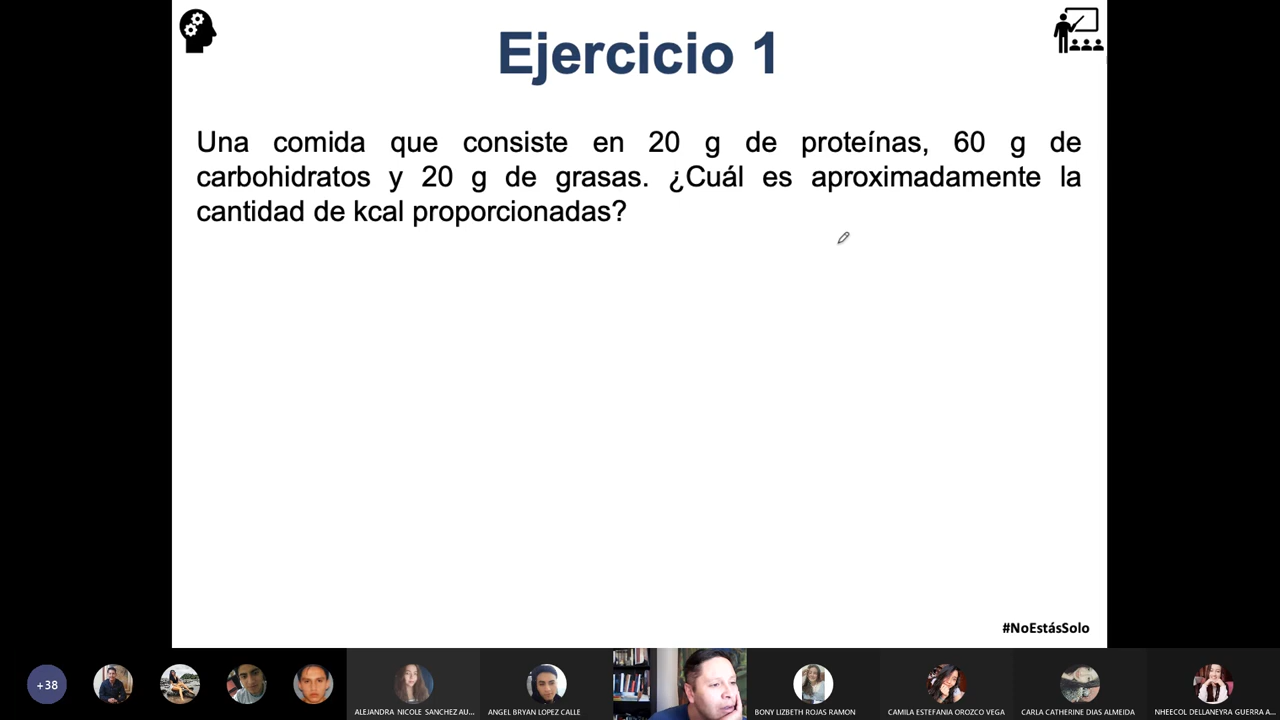 Ejercicio 1
Una comida que consiste en 20 g de proteínas, 60 g de
carbohidratos y 20 g de grasas. ¿Cuál es aproximadamente la
cantidad de kcal proporcionadas?
#NoEstásSolo
+38
ALEJANDRA NICOLE SANCHEZ AU...
ANGEL BRYAN LOPEZ CALLE
BONY LIZBETH ROJAS RAMON
CAMILA ESTEFANIA OROZCO VEGA
CARLA CATHERINE DIAS ALMEIDA
NHEECOL DELLANEYRA GUERRA A...